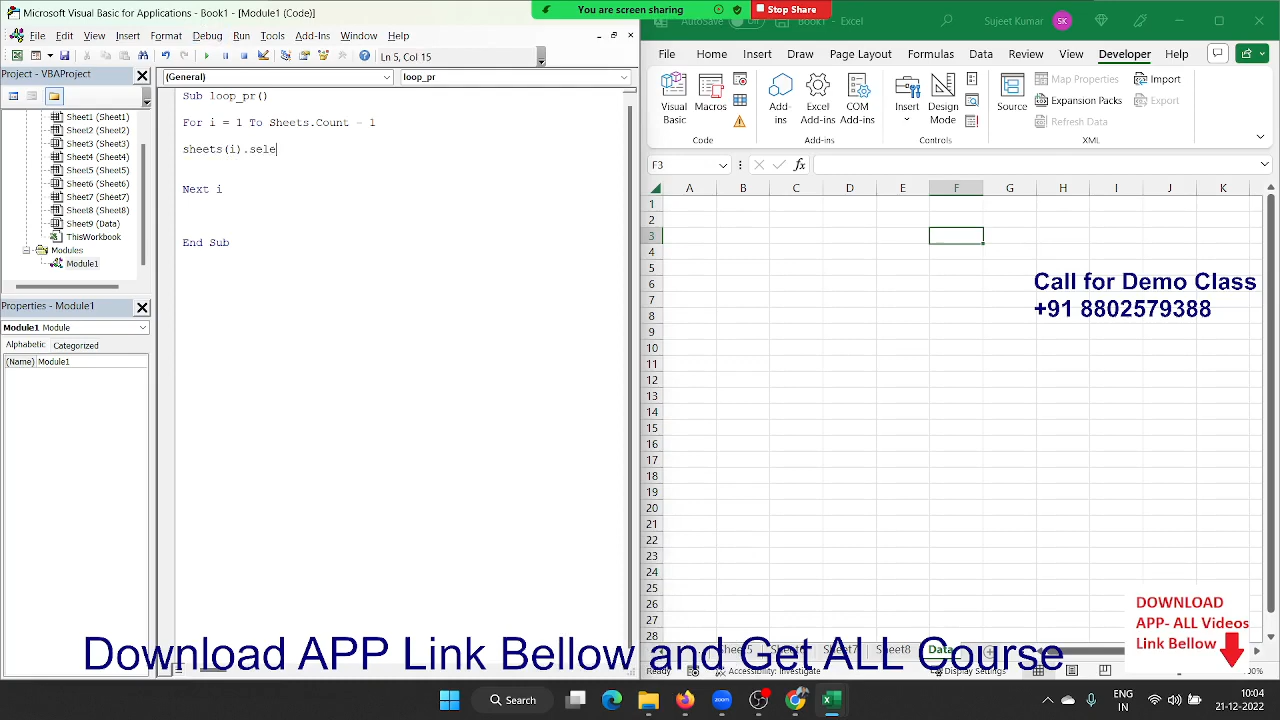 Microsoft Visual Basic for Applications - Book1 - [Module1 (Code)]
You are screen sharing
Stop Share
AutoSave
Book1 - Excel
Sujeet Kumar
SK
File Edit View Insert Format Debug Run Tools Add-Ins Window Help
Ln 5, Col 15
File Home Insert Draw Page Layout Formulas Data Review View Developer Help
Project - VBAProject
(General)
loop_pr
Sheet1 (Sheet1)
Sheet2 (Sheet2)
Sheet3 (Sheet3)
Sheet4 (Sheet4)
Sheet5 (Sheet5)
Sheet6 (Sheet6)
Sheet7 (Sheet7)
Sheet8 (Sheet8)
Sheet9 (Data)
ThisWorkbook
Modules
Module1
Properties - Module1
Module1 Module
Alphabetic Categorized
(Name) Module1
Sub loop_pr()
For i = 1 To Sheets.Count - 1
sheets(i).sele
Next i
End Sub
Visual Basic
Macros
Code
Add-ins
Excel Add-ins
COM Add-ins
Add-ins
Insert
Design Mode
Controls
Source
Map Properties
Expansion Packs
Refresh Data
Import
Export
XML
F3
fx
A B C D E F G H I J K
1
2
3
4
5
6
7
8
9
10
11
12
13
14
15
16
17
18
19
20
21
22
23
24
25
26
27
28
Call for Demo Class
+91 8802579388
DOWNLOAD
APP- ALL Videos
Link Bellow
Download APP Link Bellow and Get ALL Course
Sheet7 Sheet8 Data
Accessibility: Investigate
Display Settings
Search
ENG
IN
10:04
21-12-2022